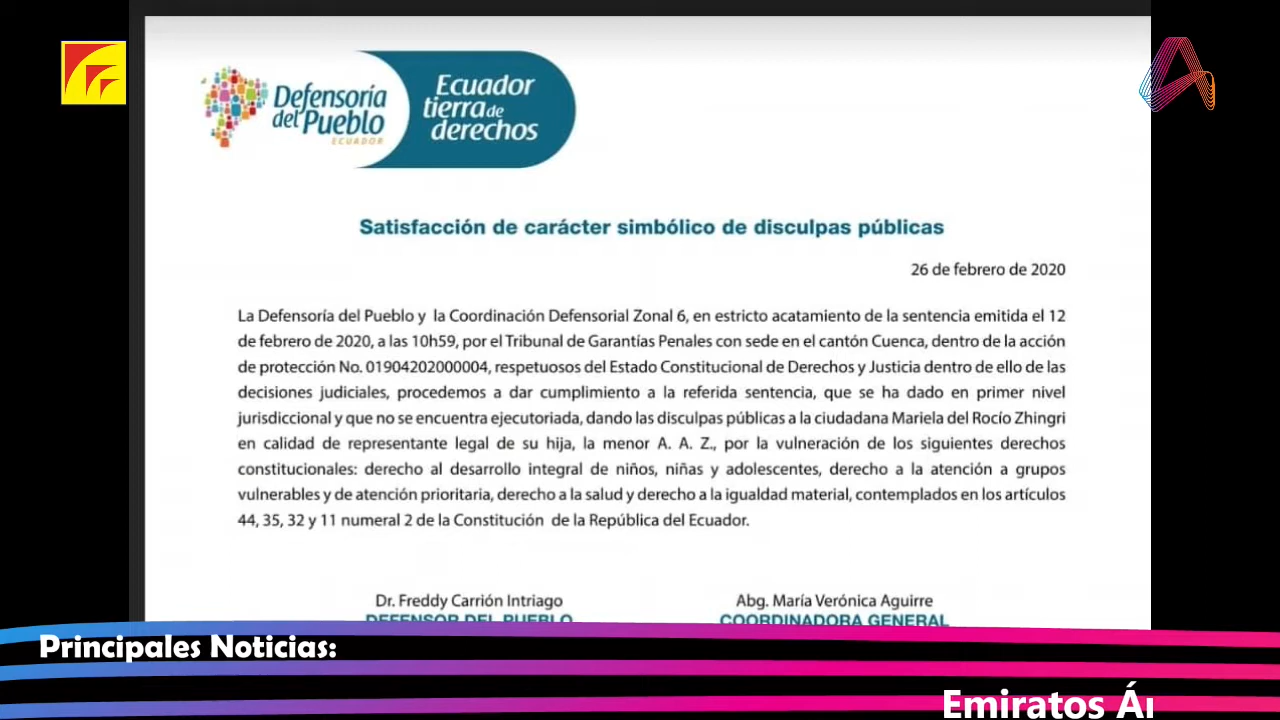 Defensoría
del Pueblo
ECUADOR
Ecuador
tierra de
derechos
Satisfacción de carácter simbólico de disculpas públicas
26 de febrero de 2020
La Defensoría del Pueblo y la Coordinación Defensorial Zonal 6, en estricto acatamiento de la sentencia emitida el 12
de febrero de 2020, a las 10h59, por el Tribunal de Garantías Penales con sede en el cantón Cuenca, dentro de la acción
de protección No. 01904202000004, respetuosos del Estado Constitucional de Derechos y Justicia dentro de ello de las
decisiones judiciales, procedemos a dar cumplimiento a la referida sentencia, que se ha dado en primer nivel
jurisdiccional y que no se encuentra ejecutoriada, dando las disculpas públicas a la ciudadana Mariela del Rocío Zhingri
en calidad de representante legal de su hija, la menor A. A. Z., por la vulneración de los siguientes derechos
constitucionales: derecho al desarrollo integral de niños, niñas y adolescentes, derecho a la atención a grupos
vulnerables y de atención prioritaria, derecho a la salud y derecho a la igualdad material, contemplados en los artículos
44, 35, 32 y 11 numeral 2 de la Constitución de la República del Ecuador.
Dr. Freddy Carrión Intriago
DEFENSOR DEL PUEBLO
Abg. María Verónica Aguirre
COORDINADORA GENERAL
Principales Noticias:
Emiratos Ár